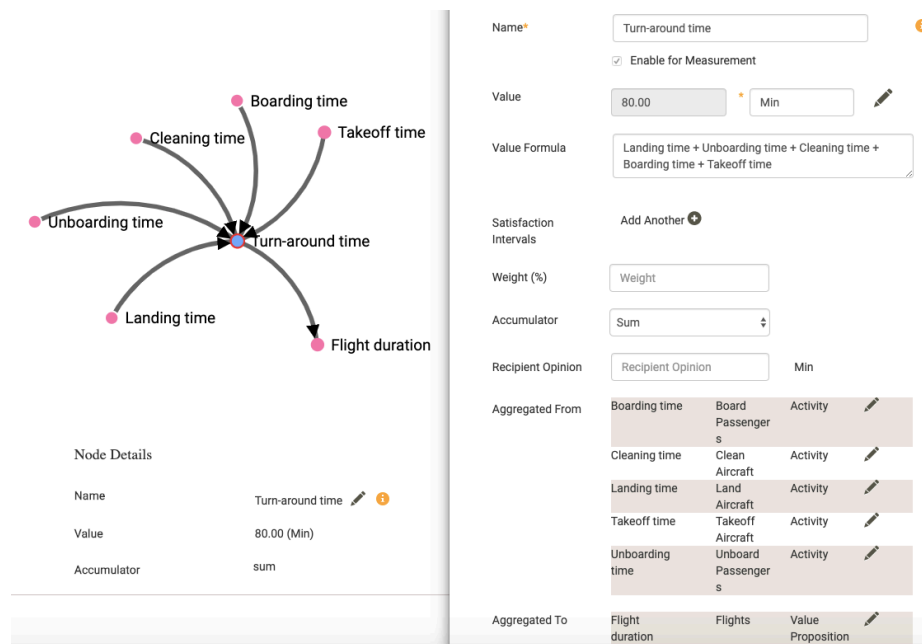 Boarding time
Cleaning time
Takeoff time
Unboarding time
Turn-around time
Landing time
Flight duration
Node Details
Name
Turn-around time
Value
80.00 (Min)
Accumulator
sum
Name*
Turn-around time
Enable for Measurement
Value
80.00
*
Min
Value Formula
Landing time + Unboarding time + Cleaning time +
Boarding time + Takeoff time
Satisfaction
Intervals
Add Another
Weight (%)
Weight
Accumulator
Sum
Recipient Opinion
Recipient Opinion
Min
Aggregated From
Boarding time
Board
Passenger
s
Activity
Cleaning time
Clean
Aircraft
Activity
Landing time
Land
Aircraft
Activity
Takeoff time
Takeoff
Aircraft
Activity
Unboarding
time
Unboard
Passenger
s
Activity
Aggregated To
Flight
duration
Flights
Value
Proposition